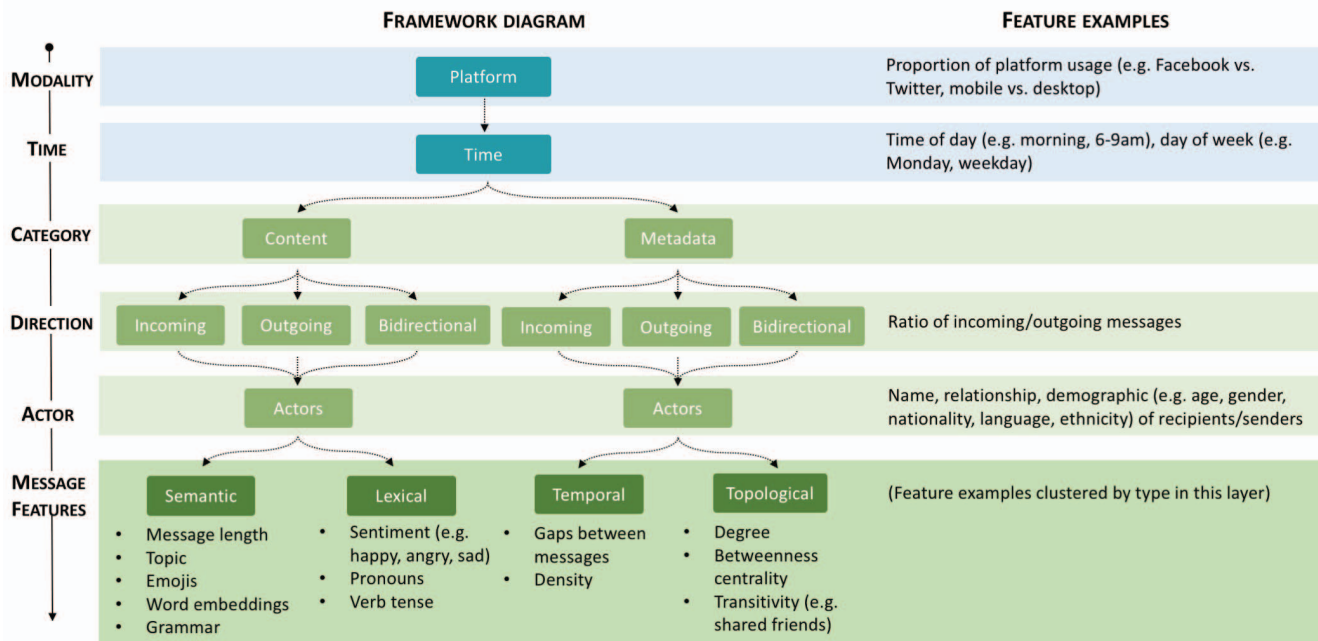 FRAMEWORK DIAGRAM
FEATURE EXAMPLES
MODALITY
Platform
Proportion of platform usage (e.g. Facebook vs.
Twitter, mobile vs. desktop)
TIME
Time
Time of day (e.g. morning, 6-9am), day of week (e.g.
Monday, weekday)
CATEGORY
Content
Metadata
DIRECTION
Incoming
Outgoing
Bidirectional
Incoming
Outgoing
Bidirectional
Ratio of incoming/outgoing messages
ACTOR
Actors
Actors
Name, relationship, demographic (e.g. age, gender,
nationality, language, ethnicity) of recipients/senders
MESSAGE
FEATURES
Semantic
• Message length
• Topic
• Emojis
• Word embeddings
• Grammar
Lexical
• Sentiment (e.g.
happy, angry, sad)
• Pronouns
• Verb tense
Temporal
• Gaps between
messages
• Density
Topological
• Degree
• Betweenness
centrality
• Transitivity (e.g.
shared friends)
(Feature examples clustered by type in this layer)